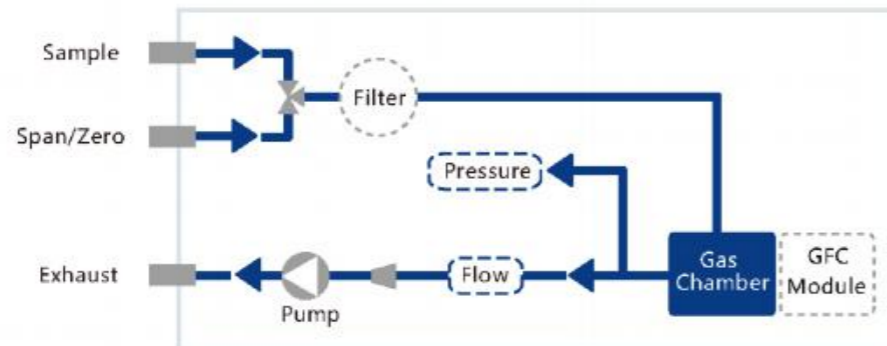 Sample
Filter
Span/Zero
Pressure
Exhaust
Flow
Pump
Gas
Chamber
GFC
Module